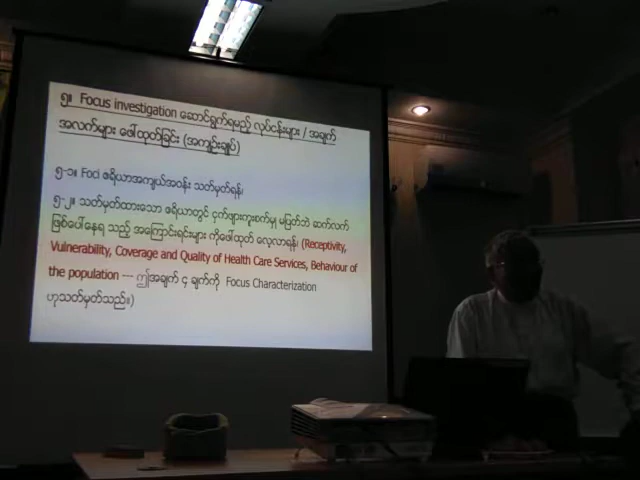 ၅။ Focus investigation ဆောင်ရွက်ရမည့် လုပ်ငန်းများ / အချက်
အလက်များ ဖေါ်ထုတ်ခြင်း (အကျဉ်းချုပ်)
၅-၁။ Foci ဧရိယာအကျယ်အဝန်း သတ်မှတ်ရန်၊
၅-၂။ သတ်မှတ်ထားသော ဧရိယာတွင် ငှက်ဖျားကူးစက်မှု မပြတ်ဘဲ ဆက်လက်
ဖြစ်ပေါ်နေရ သည့် အကြောင်းရင်းများ ကိုဖေါ်ထုတ် လေ့လာရန်၊ (Receptivity,
Vulnerability, Coverage and Quality of Health Care Services, Behaviour of
the population --- ဤအချက် ၄ ချက်ကို Focus Characterization
ဟုသတ်မှတ်သည်။)